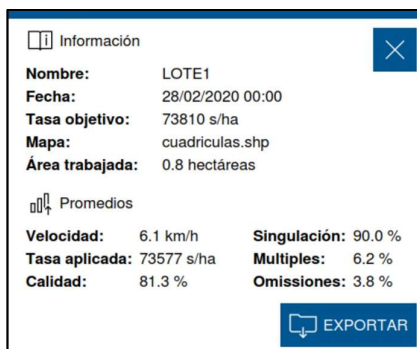 Información
Nombre: LOTE1
Fecha: 28/02/2020 00:00
Tasa objetivo: 73810 s/ha
Mapa: cuadriculas.shp
Área trabajada: 0.8 hectáreas
Promedios
Velocidad: 6.1 km/h Singulación: 90.0 %
Tasa aplicada: 73577 s/ha Multiples: 6.2 %
Calidad: 81.3 % Omissiones: 3.8 %
EXPORTAR